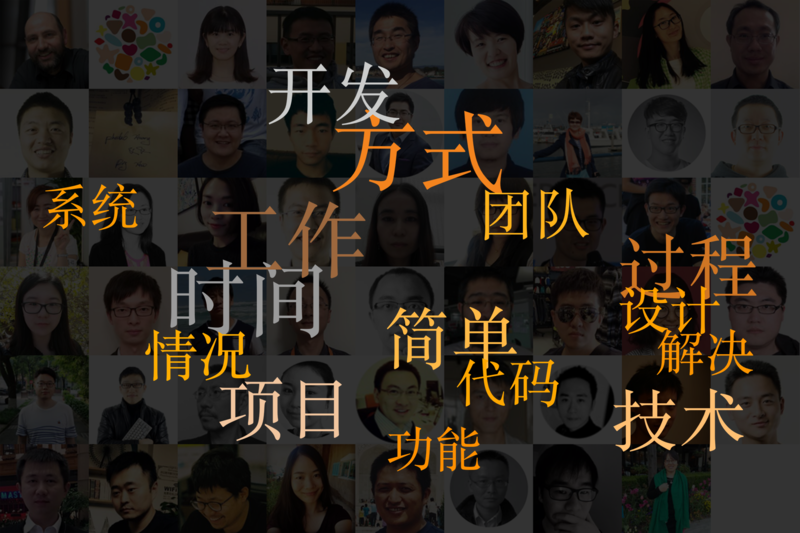 开发
方式
系统
团队
工作
过程
时间
设计
简单
情况
解决
代码
项目
技术
功能